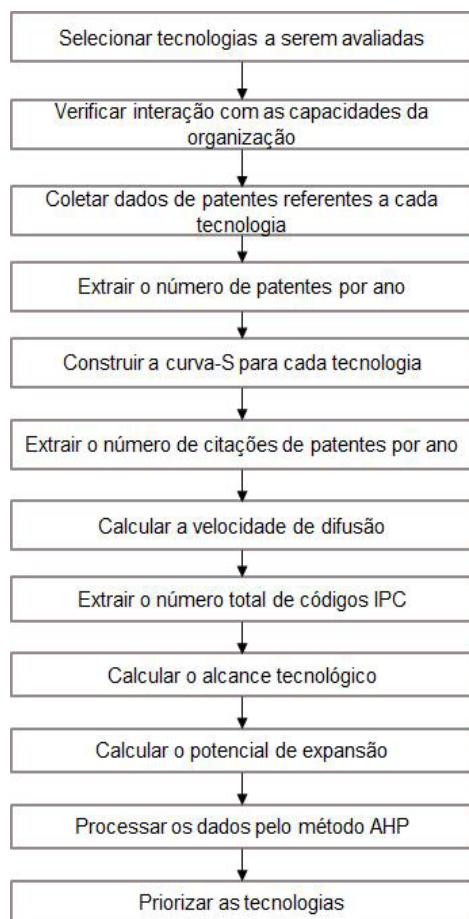 Selecionar tecnologias a serem avaliadas
Verificar interação com as capacidades da
organização
Coletar dados de patentes referentes a cada
tecnologia
Extrair o número de patentes por ano
Construir a curva-S para cada tecnologia
Extrair o número de citações de patentes por ano
Calcular a velocidade de difusão
Extrair o número total de códigos IPC
Calcular o alcance tecnológico
Calcular o potencial de expansão
Processar os dados pelo método AHP
Priorizar as tecnologias